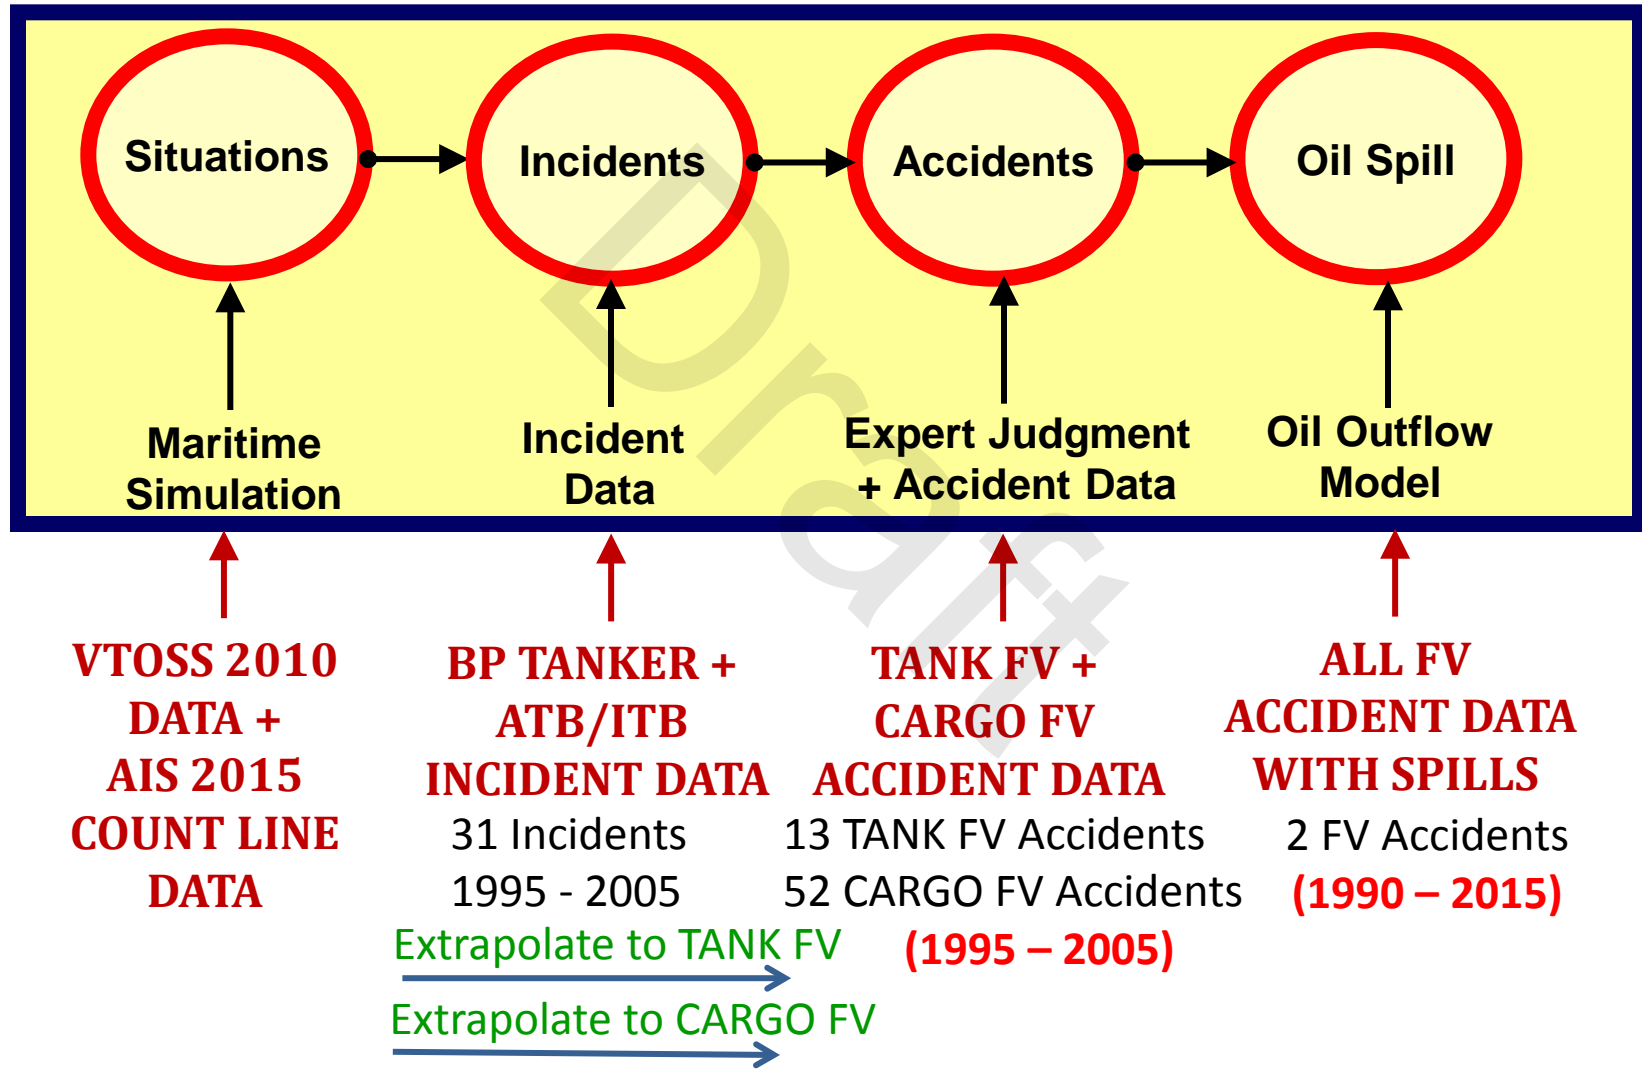 Situations
Incidents
Accidents
Oil Spill
Maritime
Simulation
Incident
Data
Expert Judgment
+ Accident Data
Oil Outflow
Model
Draft
VTOSS 2010
DATA +
AIS 2015
COUNT LINE
DATA
BP TANKER +
ATB/ITB
INCIDENT DATA
31 Incidents
1995 - 2005
TANK FV +
CARGO FV
ACCIDENT DATA
13 TANK FV Accidents
52 CARGO FV Accidents
(1995 – 2005)
ALL FV
ACCIDENT DATA
WITH SPILLS
2 FV Accidents
(1990 – 2015)
Extrapolate to TANK FV
Extrapolate to CARGO FV